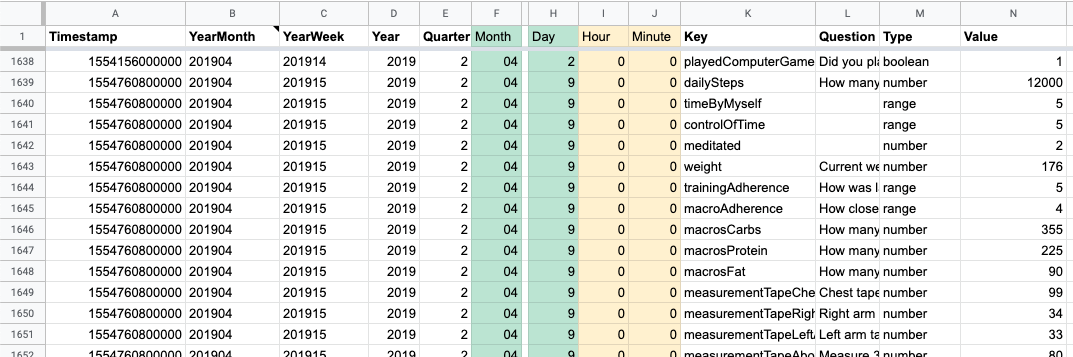 A B C D E F H I J K L M N
1 Timestamp YearMonth YearWeek Year Quarter Month Day Hour Minute Key Question Type Value
1638 1554156000000 201904 201914 2019 2 04 2 0 0 playedComputerGame Did you pl boolean 1
1639 1554760800000 201904 201915 2019 2 04 9 0 0 dailySteps How many number 12000
1640 1554760800000 201904 201915 2019 2 04 9 0 0 timeByMyself range 5
1641 1554760800000 201904 201915 2019 2 04 9 0 0 controlOfTime range 5
1642 1554760800000 201904 201915 2019 2 04 9 0 0 meditated number 2
1643 1554760800000 201904 201915 2019 2 04 9 0 0 weight Current we number 176
1644 1554760800000 201904 201915 2019 2 04 9 0 0 trainingAdherence How was l range 5
1645 1554760800000 201904 201915 2019 2 04 9 0 0 macroAdherence How close range 4
1646 1554760800000 201904 201915 2019 2 04 9 0 0 macrosCarbs How many number 355
1647 1554760800000 201904 201915 2019 2 04 9 0 0 macrosProtein How many number 225
1648 1554760800000 201904 201915 2019 2 04 9 0 0 macrosFat How many number 90
1649 1554760800000 201904 201915 2019 2 04 9 0 0 measurementTapeChe Chest tape number 99
1650 1554760800000 201904 201915 2019 2 04 9 0 0 measurementTapeRigh Right arm number 34
1651 1554760800000 201904 201915 2019 2 04 9 0 0 measurementTapeLeft Left arm ta number 33
1652 1554760800000 201904 201915 2019 2 04 9 0 0 measurementTapeAbo Measure 3 number 80